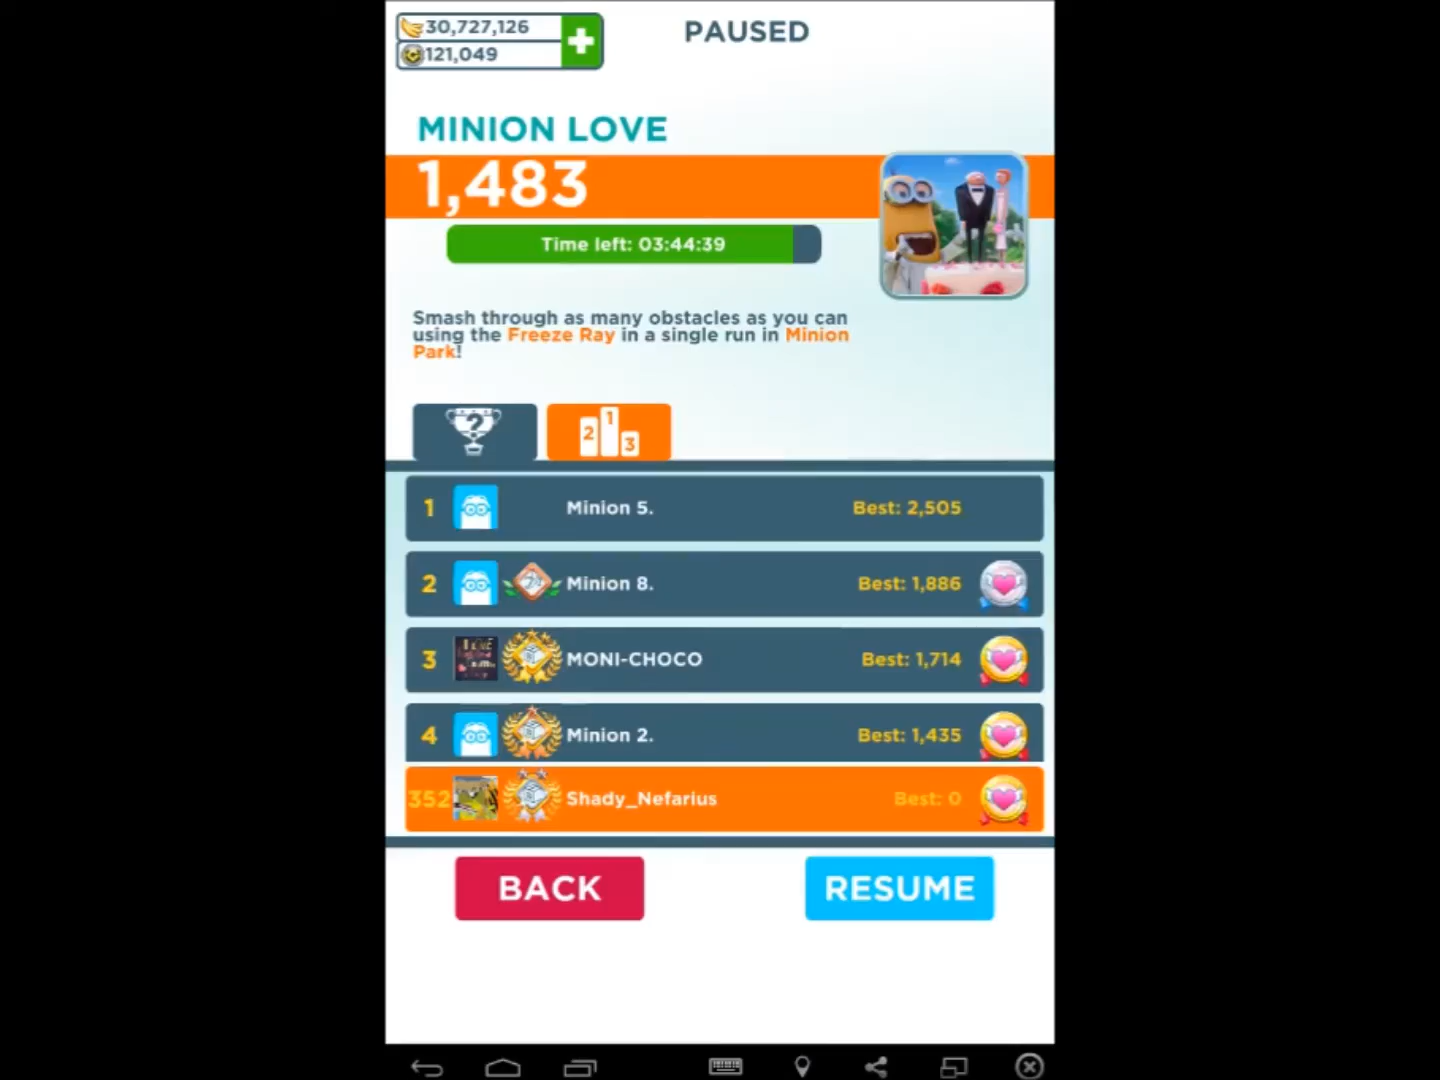 30,727,126
121,049
PAUSED
MINION LOVE
1,483
Time left: 03:44:39
Smash through as many obstacles as you can
using the Freeze Ray in a single run in Minion
Park!
?
2 1 3
1 Minion 5. Best: 2,505
2 Minion 8. Best: 1,886
3 MONI-CHOCO Best: 1,714
4 Minion 2. Best: 1,435
352 Shady_Nefarius Best: 0
BACK RESUME